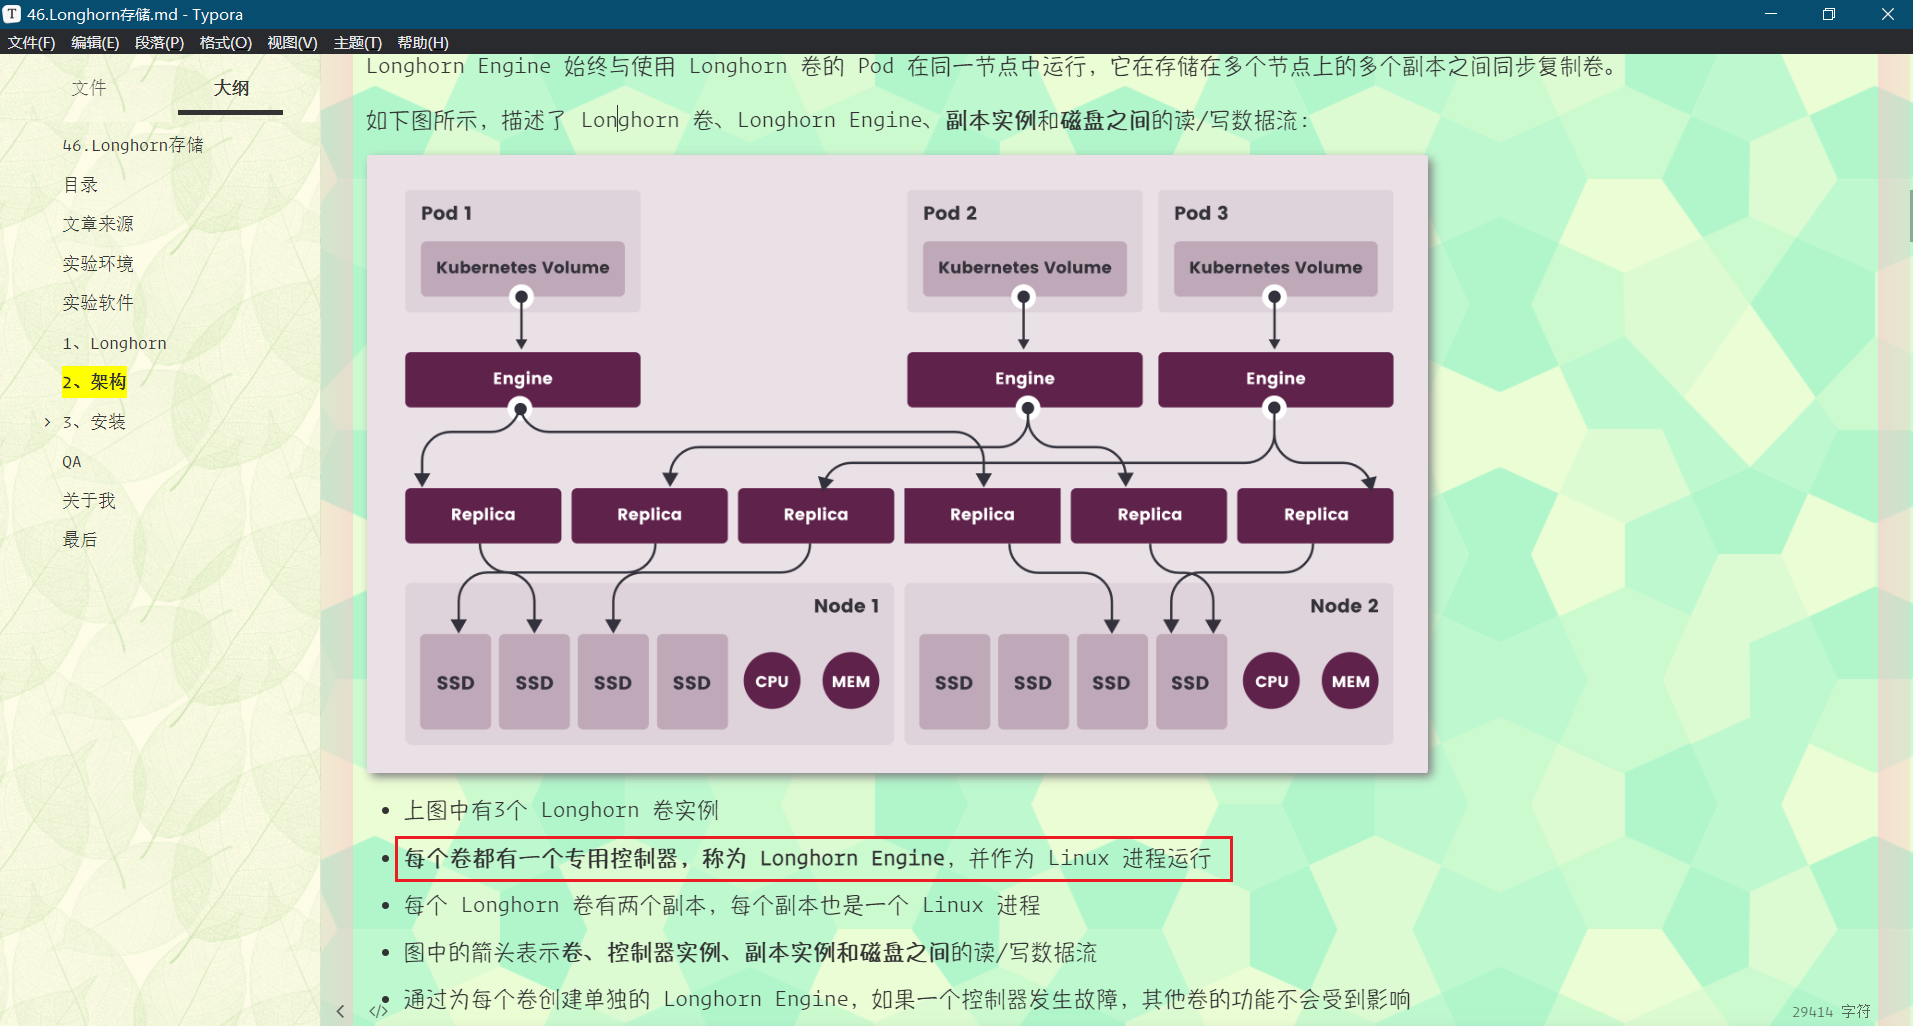 46.Longhorn存储.md - Typora
文件(F) 编辑(E) 段落(P) 格式(O) 视图(V) 主题(T) 帮助(H)
文件 大纲
46.Longhorn存储
目录
文章来源
实验环境
实验软件
1、Longhorn
2、架构
3、安装
QA
关于我
最后
Longhorn Engine 始终与使用 Longhorn 卷的 Pod 在同一节点中运行，它在存储在多个节点上的多个副本之间同步复制卷。
如下图所示，描述了 Longhorn 卷、Longhorn Engine、副本实例和磁盘之间的读/写数据流：
Pod 1 Pod 2 Pod 3
Kubernetes Volume Kubernetes Volume Kubernetes Volume
Engine Engine Engine
Replica Replica Replica Replica Replica Replica
Node 1 Node 2
SSD SSD SSD SSD CPU MEM SSD SSD SSD SSD CPU MEM
• 上图中有3个 Longhorn 卷实例
• 每个卷都有一个专用控制器，称为 Longhorn Engine，并作为 Linux 进程运行
• 每个 Longhorn 卷有两个副本，每个副本也是一个 Linux 进程
• 图中的箭头表示卷、控制器实例、副本实例和磁盘之间的读/写数据流
• 通过为每个卷创建单独的 Longhorn Engine，如果一个控制器发生故障，其他卷的功能不会受到影响
29414 字符